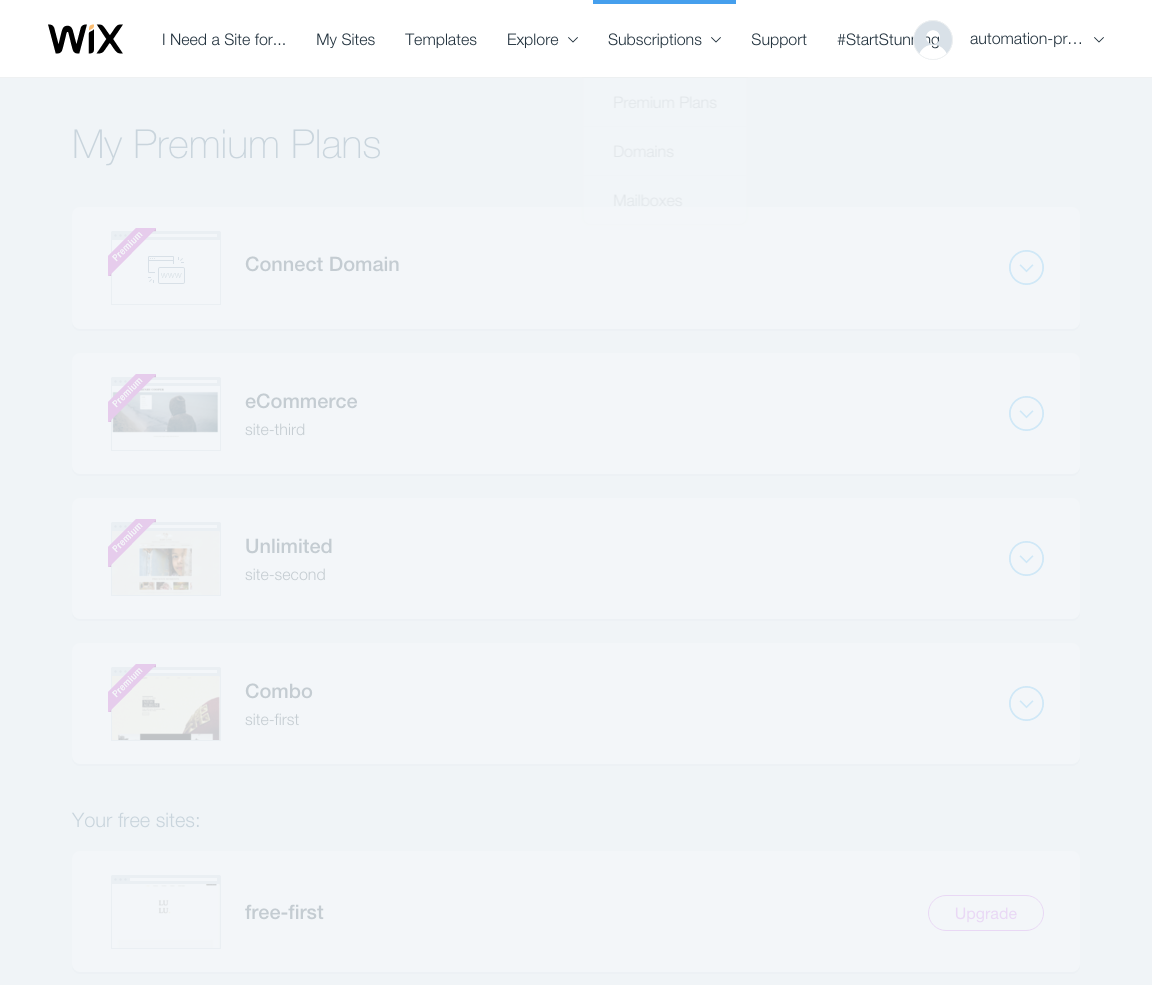 WiX
I Need a Site for...
My Sites
Templates
Explore
Subscriptions
Support
#StartStunning
automation-pr...
Premium Plans
Domains
Mailboxes
My Premium Plans
Premium
WWW
Connect Domain
Premium
eCommerce
site-third
Premium
Unlimited
site-second
Premium
Combo
site-first
Your free sites:
free-first
Upgrade